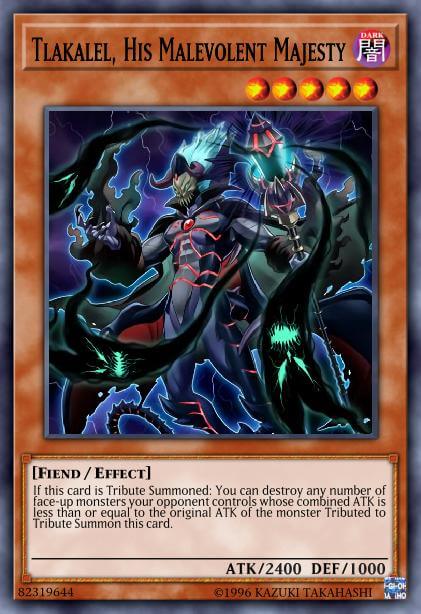 Tlakalel, His Malevolent Majesty
DARK
闇
[Fiend / Effect]
If this card is Tribute Summoned: You can destroy any number of
face-up monsters your opponent controls whose combined ATK is
less than or equal to the original ATK of the monster Tributed to
Tribute Summon this card.
ATK/2400 DEF/1000
82319644
©1996 KAZUKI TAKAHASHI